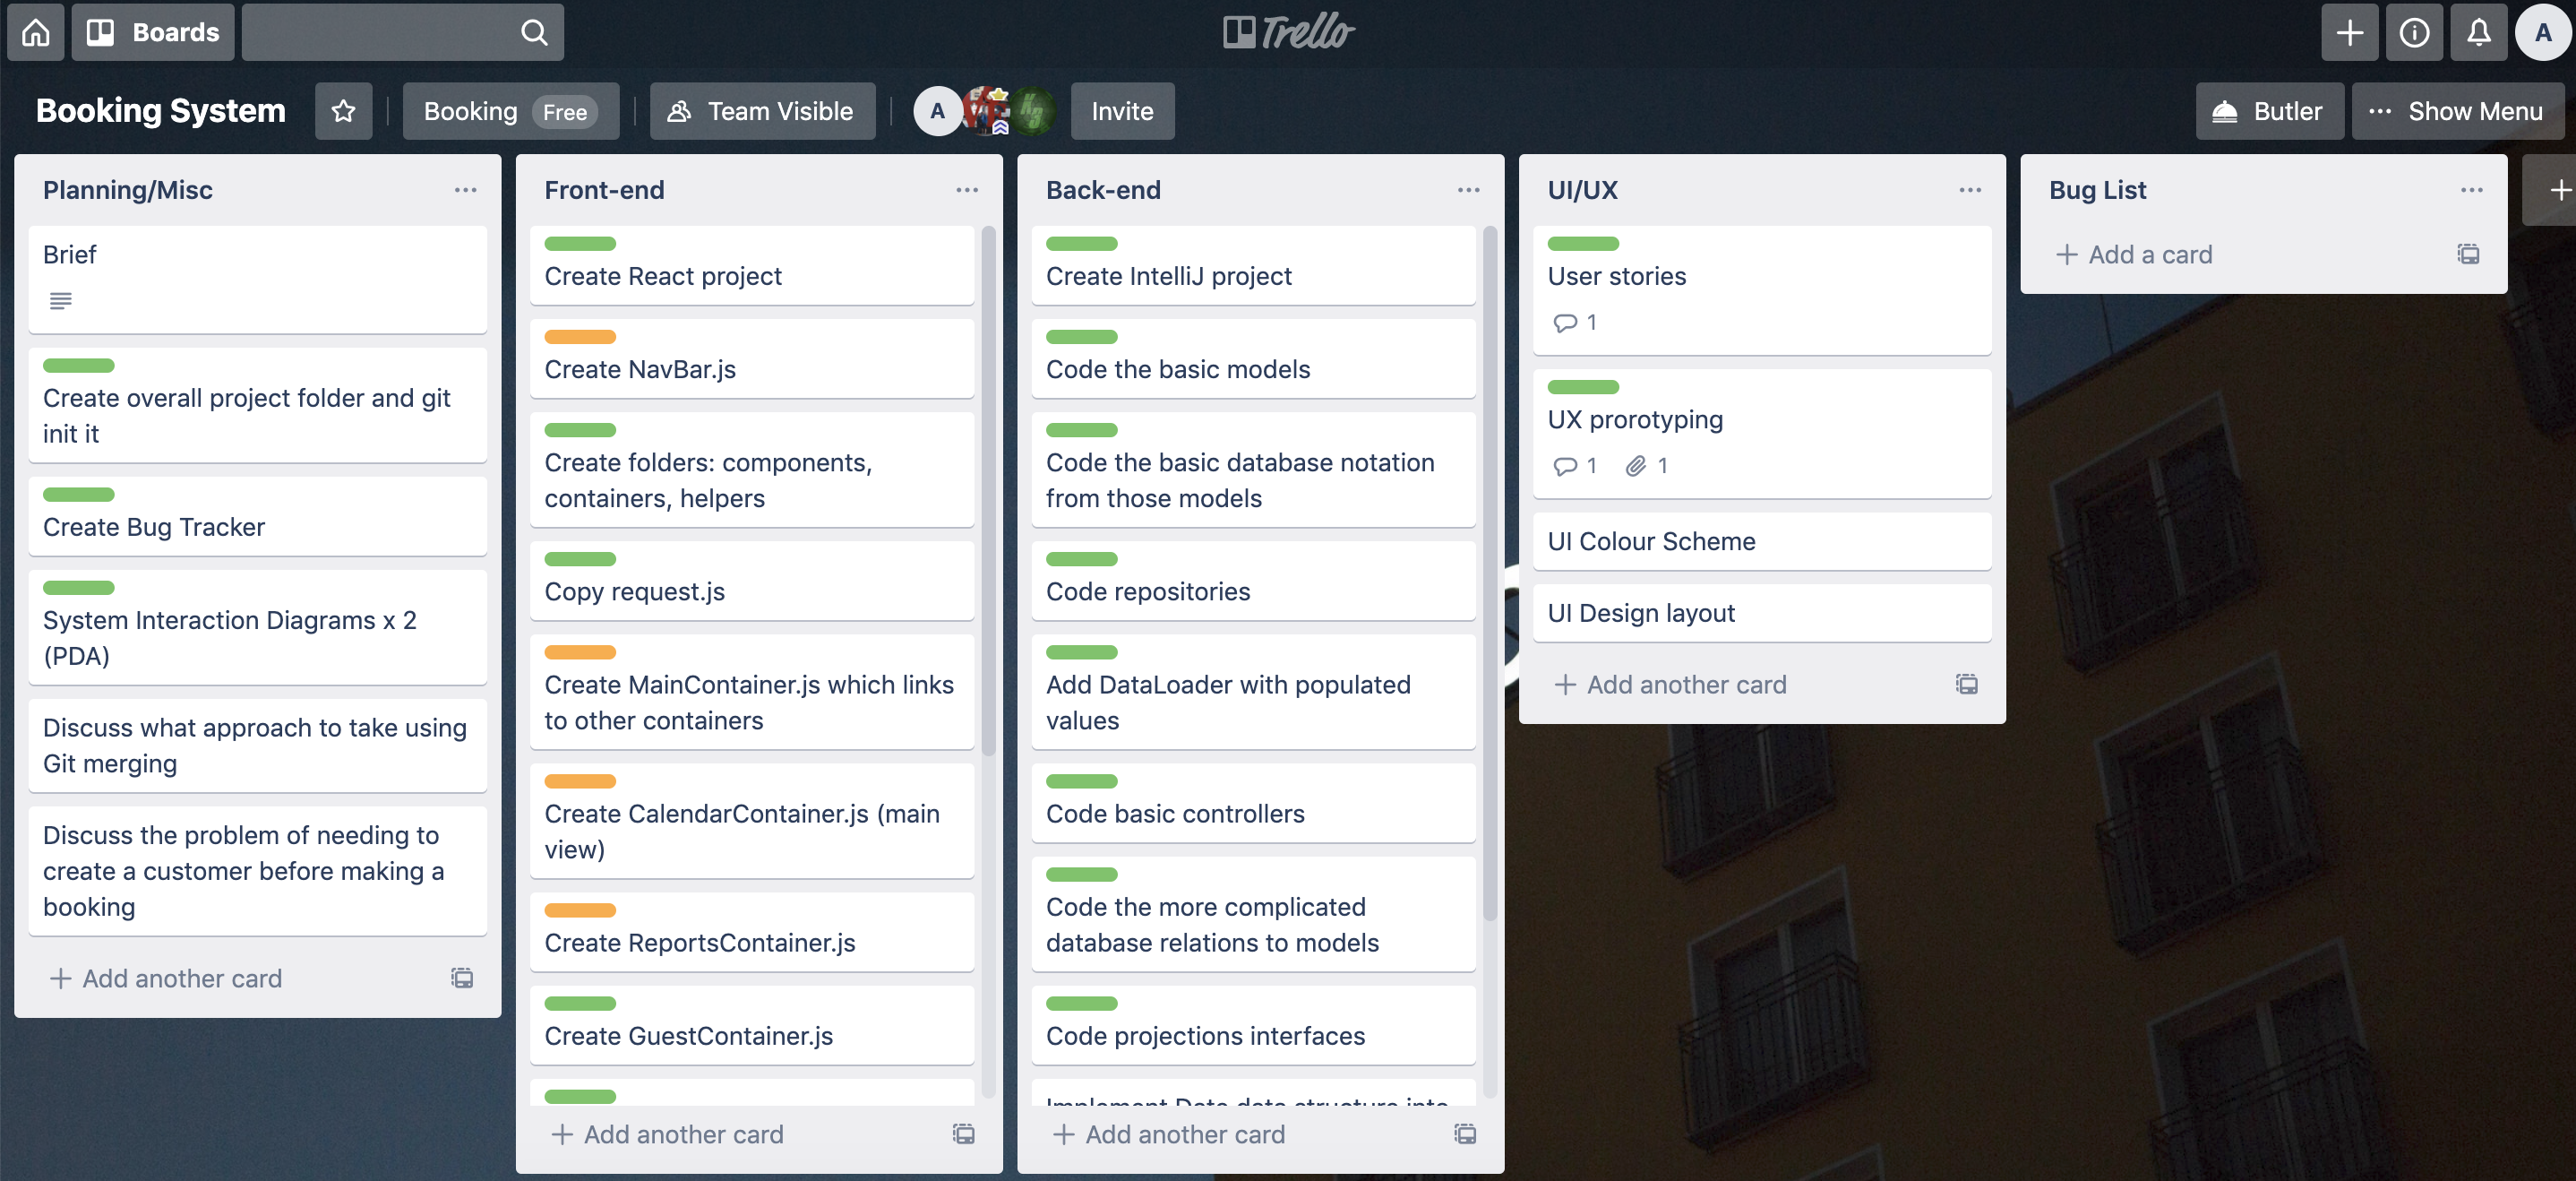 Boards
Trello
A
Booking System
Booking Free
Team Visible
A
Invite
Butler
Show Menu
Planning/Misc
Brief
Create overall project folder and git
init it
Create Bug Tracker
System Interaction Diagrams x 2
(PDA)
Discuss what approach to take using
Git merging
Discuss the problem of needing to
create a customer before making a
booking
Add another card
Front-end
Create React project
Create NavBar.js
Create folders: components,
containers, helpers
Copy request.js
Create MainContainer.js which links
to other containers
Create CalendarContainer.js (main
view)
Create ReportsContainer.js
Create GuestContainer.js
Add another card
Back-end
Create IntelliJ project
Code the basic models
Code the basic database notation
from those models
Code repositories
Add DataLoader with populated
values
Code basic controllers
Code the more complicated
database relations to models
Code projections interfaces
Implement Date data structure into
Add another card
UI/UX
User stories
1
UX prorotyping
1 1
UI Colour Scheme
UI Design layout
Add another card
Bug List
Add a card